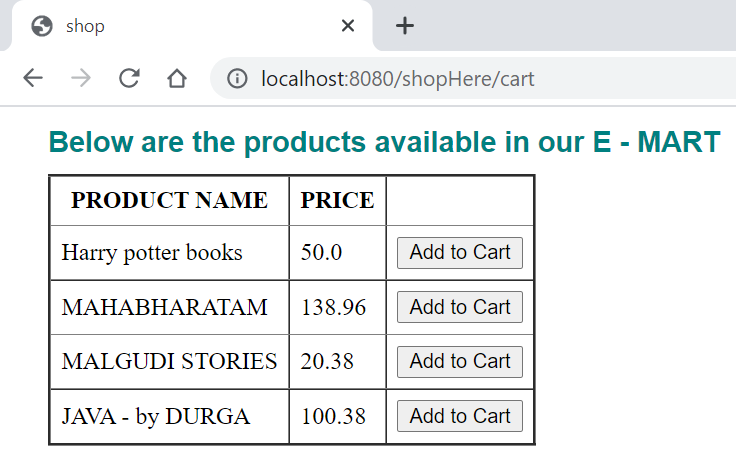 shop
localhost:8080/shopHere/cart
Below are the products available in our E - MART
PRODUCT NAME PRICE
Harry potter books 50.0 Add to Cart
MAHABHARATAM 138.96 Add to Cart
MALGUDI STORIES 20.38 Add to Cart
JAVA - by DURGA 100.38 Add to Cart